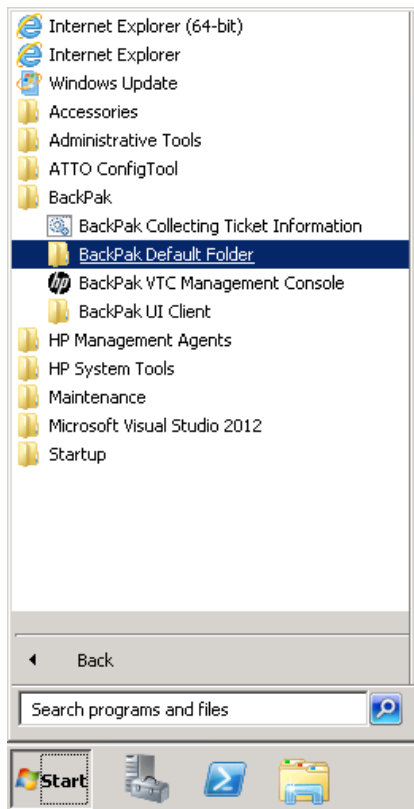 Internet Explorer (64-bit)
Internet Explorer
Windows Update
Accessories
Administrative Tools
ATTO ConfigTool
BackPak
BackPak Collecting Ticket Information
BackPak Default Folder
hp BackPak VTC Management Console
BackPak UI Client
HP Management Agents
HP System Tools
Maintenance
Microsoft Visual Studio 2012
Startup
Back
Search programs and files
Start